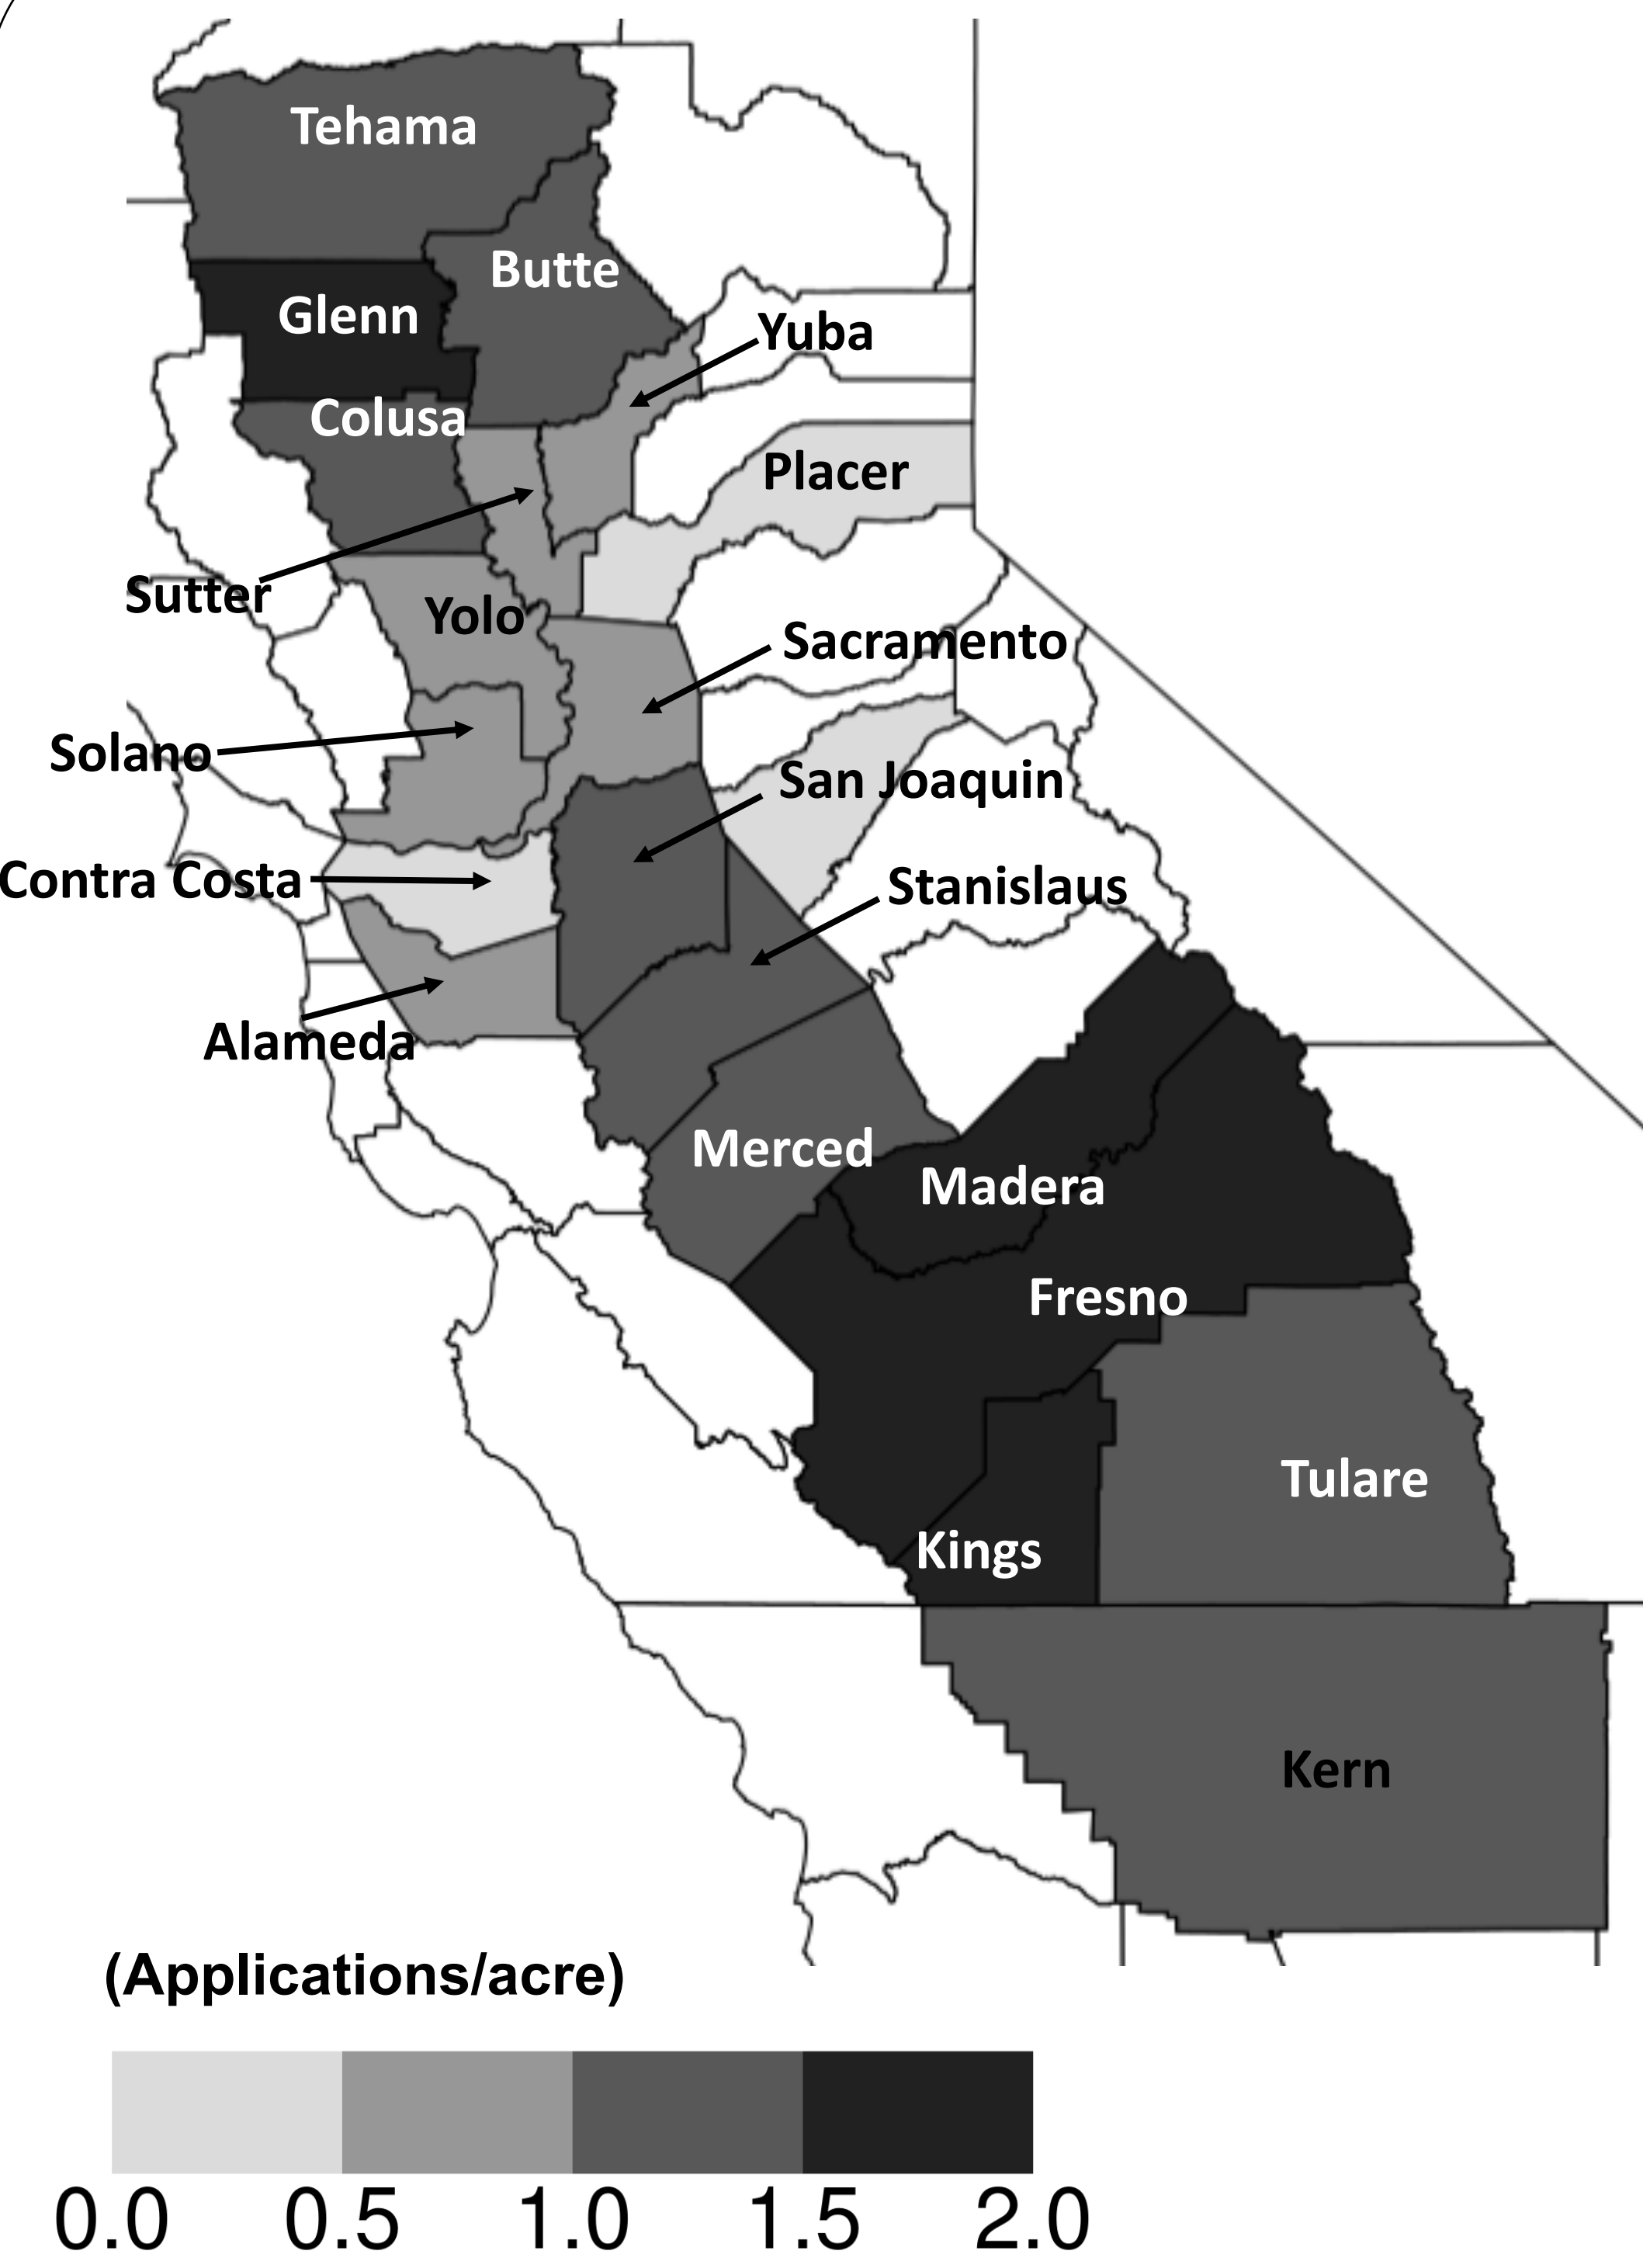 Tehama
Butte
Glenn
Yuba
Colusa
Placer
Sutter
Yolo
Sacramento
Solano
San Joaquin
Contra Costa
Stanislaus
Alameda
Merced
Madera
Fresno
Tulare
Kings
Kern
(Applications/acre)
0.0 0.5 1.0 1.5 2.0